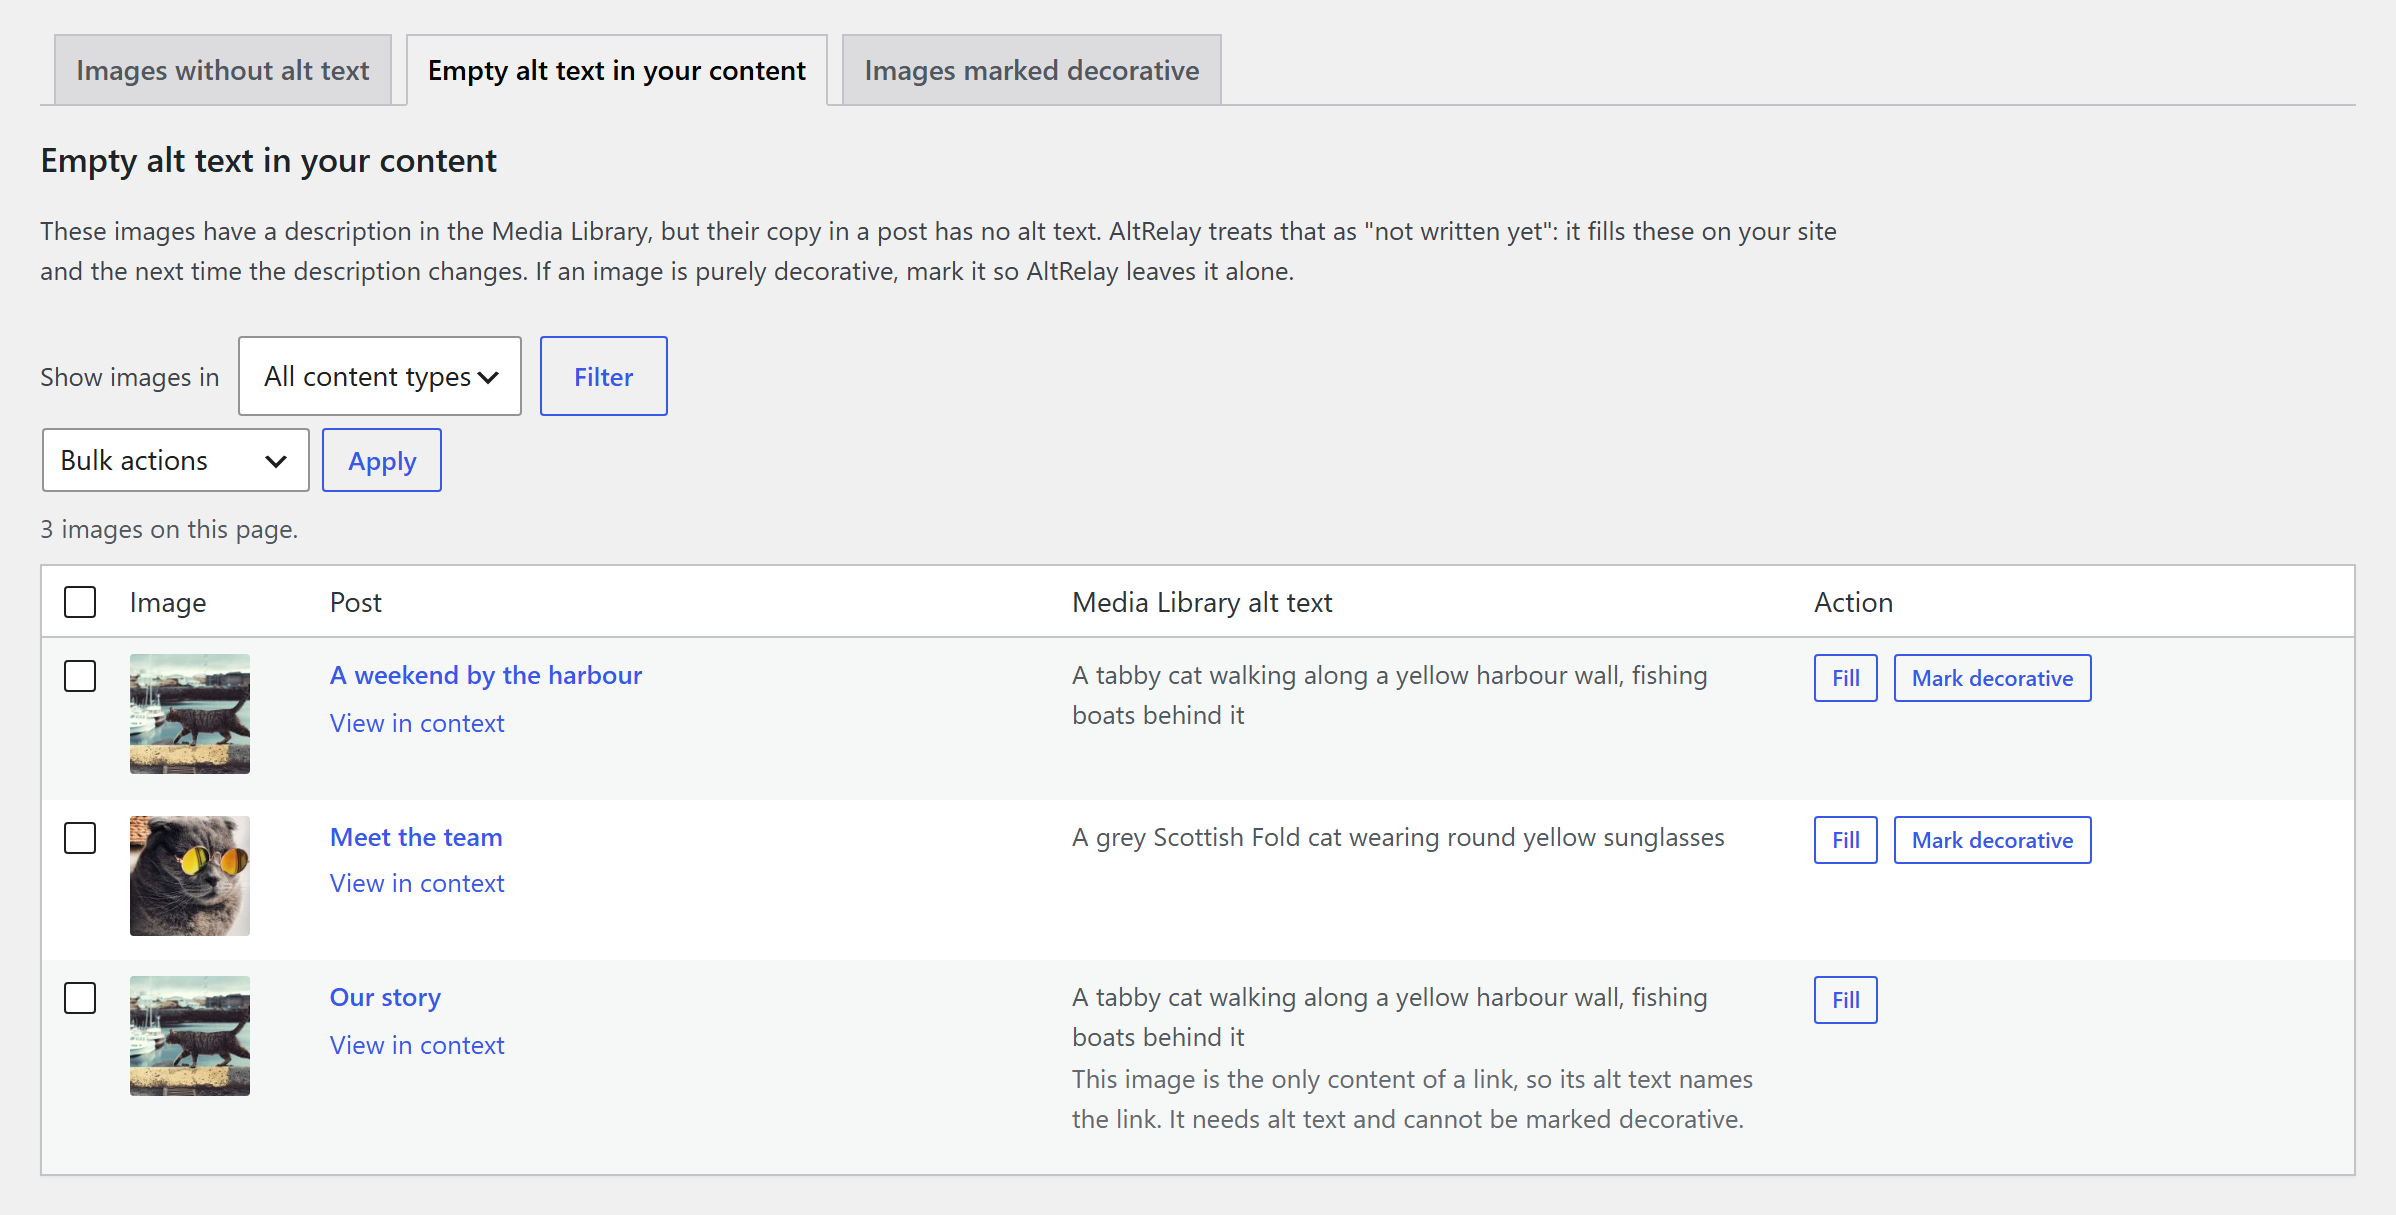 Images without alt text
Empty alt text in your content
Images marked decorative
Empty alt text in your content
These images have a description in the Media Library, but their copy in a post has no alt text. AltRelay treats that as "not written yet": it fills these on your site
and the next time the description changes. If an image is purely decorative, mark it so AltRelay leaves it alone.
Show images in
All content types
Filter
Bulk actions
Apply
3 images on this page.
Image
Post
Media Library alt text
Action
A weekend by the harbour
View in context
A tabby cat walking along a yellow harbour wall, fishing
boats behind it
Fill
Mark decorative
Meet the team
View in context
A grey Scottish Fold cat wearing round yellow sunglasses
Fill
Mark decorative
Our story
View in context
A tabby cat walking along a yellow harbour wall, fishing
boats behind it
This image is the only content of a link, so its alt text names
the link. It needs alt text and cannot be marked decorative.
Fill